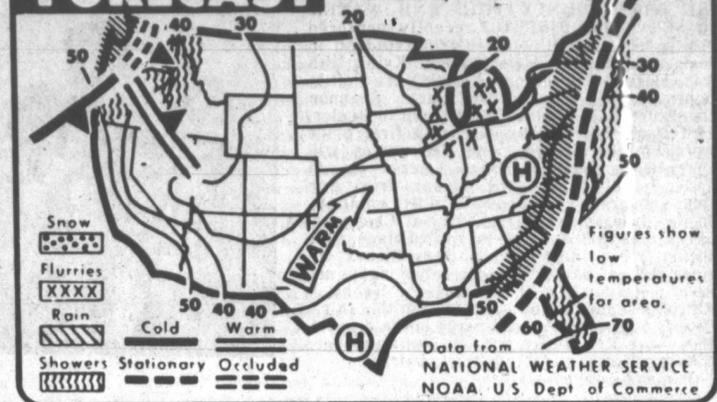 FORECAST
40
30
20
50
20
30
40
50
XX
X
X
X
X
X
X
X
H
WARM
Snow
Flurries
XXXX
Rain
Showers
Cold
Warm
Stationary
Occluded
50
40
40
H
50
60
70
Figures show
low
temperatures
for area.
Data from
NATIONAL WEATHER SERVICE,
NOAA, U.S. Dept. of Commerce